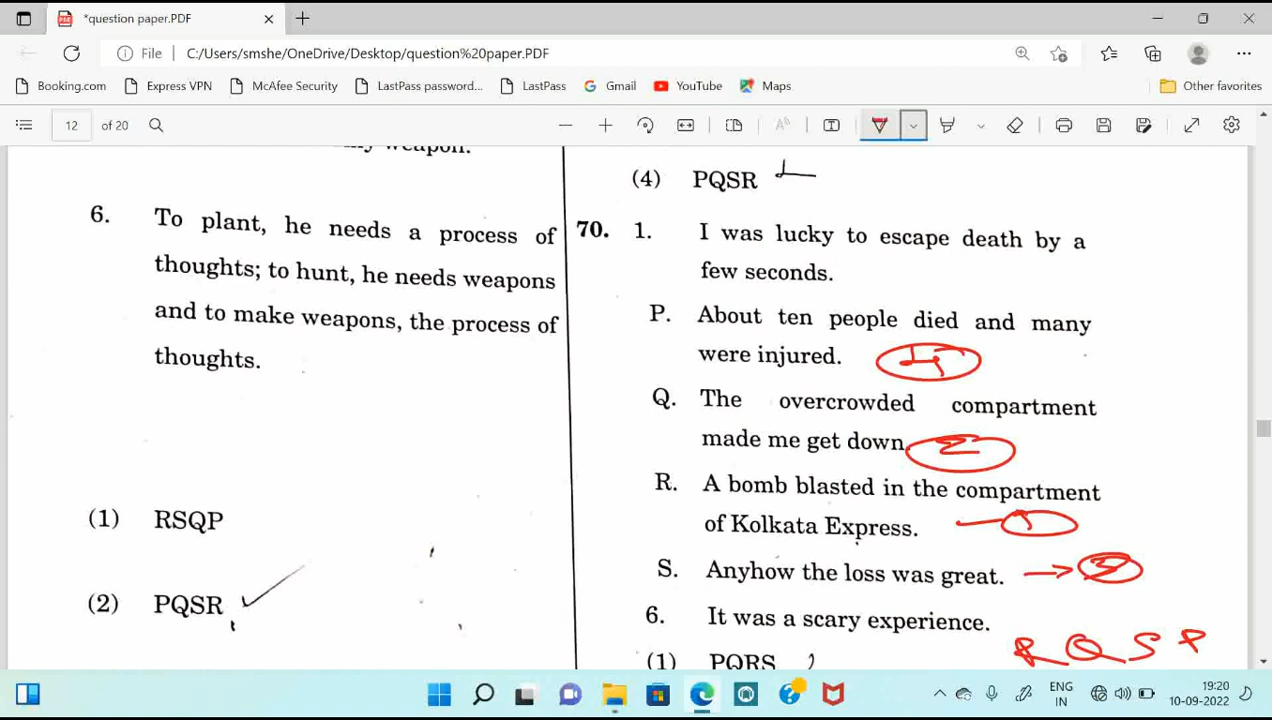 *question paper.PDF
File
C:/Users/smshe/OneDrive/Desktop/question%20paper.PDF
Booking.com
Express VPN
McAfee Security
LastPass password...
LastPass
Gmail
YouTube
Maps
Other favorites
12 of 20
6. To plant, he needs a process of
thoughts; to hunt, he needs weapons
and to make weapons, the process of
thoughts.
(1) RSQP
(2) PQSR
(4) PQSR
70. 1. I was lucky to escape death by a
few seconds.
P. About ten people died and many
were injured.
4
Q. The overcrowded compartment
made me get down.
2
R. A bomb blasted in the compartment
of Kolkata Express.
1
S. Anyhow the loss was great.
3
6. It was a scary experience.
R Q S P
(1) PQRS
ENG
IN
19:20
10-09-2022